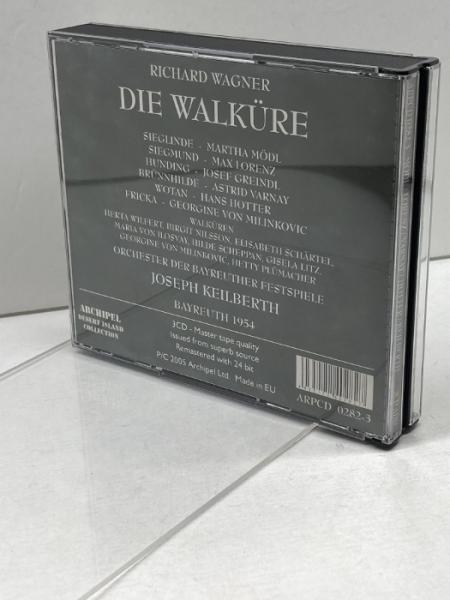 RICHARD WAGNER
DIE WALKÜRE
SIEGLINDE - MARTHA MÖDL
SIEGMUND - MAX LORENZ
HUNDING - JOSEF GREINDL
BRÜNNHILDE - ASTRID VARNAY
WOTAN - HANS HOTTER
FRICKA - GEORGINE VON MILINKOVIC
WALKÜREN
HERTA WILFERT, BIRGIT NILSSON, ELISABETH SCHÄRTEL,
MARIA VON ILOSVAY, HILDE SCHEPPAN, GISELA LITZ,
GEORGINE VON MILINKOVIĆ, HETTY PLÜMACHER
ORCHESTER DER BAYREUTHER FESTSPIELE
JOSEPH KEILBERTH
BAYREUTH 1954
ARCHIPEL
DESERT ISLAND
COLLECTION
3CD - Master tape quality
Issued from superb source
Remastered with 24 bit
P/C 2005 Archipel Ltd. Made in EU
ARPCD 0282-3